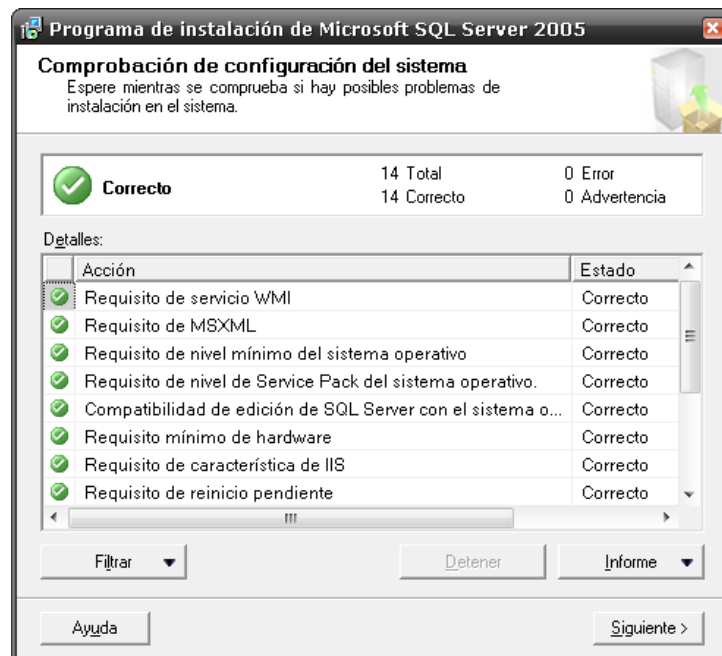 Programa de instalación de Microsoft SQL Server 2005
Comprobación de configuración del sistema
Espere mientras se comprueba si hay posibles problemas de
instalación en el sistema.
Correcto
14 Total
0 Error
14 Correcto
0 Advertencia
Detalles:
Acción Estado
Requisito de servicio WMI Correcto
Requisito de MSXML Correcto
Requisito de nivel mínimo del sistema operativo Correcto
Requisito de nivel de Service Pack del sistema operativo. Correcto
Compatibilidad de edición de SQL Server con el sistema o... Correcto
Requisito mínimo de hardware Correcto
Requisito de característica de IIS Correcto
Requisito de reinicio pendiente Correcto
Filtrar Detener Informe
Ayuda Siguiente >